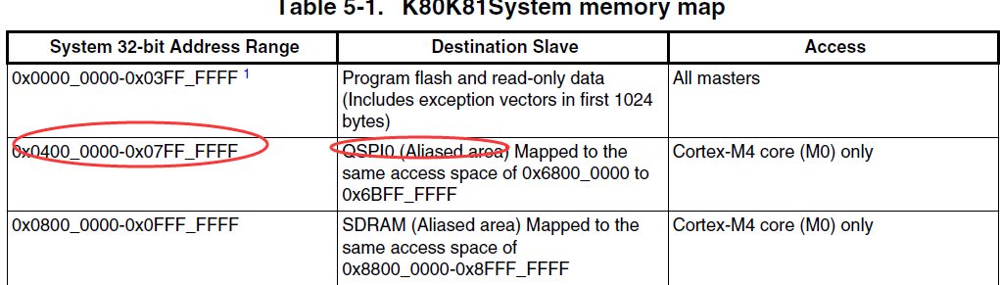 Table 5-1. K80K81System memory map
System 32-bit Address Range Destination Slave Access
0x0000_0000-0x03FF_FFFF 1 Program flash and read-only data All masters
(Includes exception vectors in first 1024
bytes)
0x0400_0000-0x07FF_FFFF QSPI0 (Aliased area) Mapped to the Cortex-M4 core (M0) only
same access space of 0x6800_0000 to
0x6BFF_FFFF
0x0800_0000-0x0FFF_FFFF SDRAM (Aliased area) Mapped to the Cortex-M4 core (M0) only
same access space of
0x8800_0000-0x8FFF_FFFF